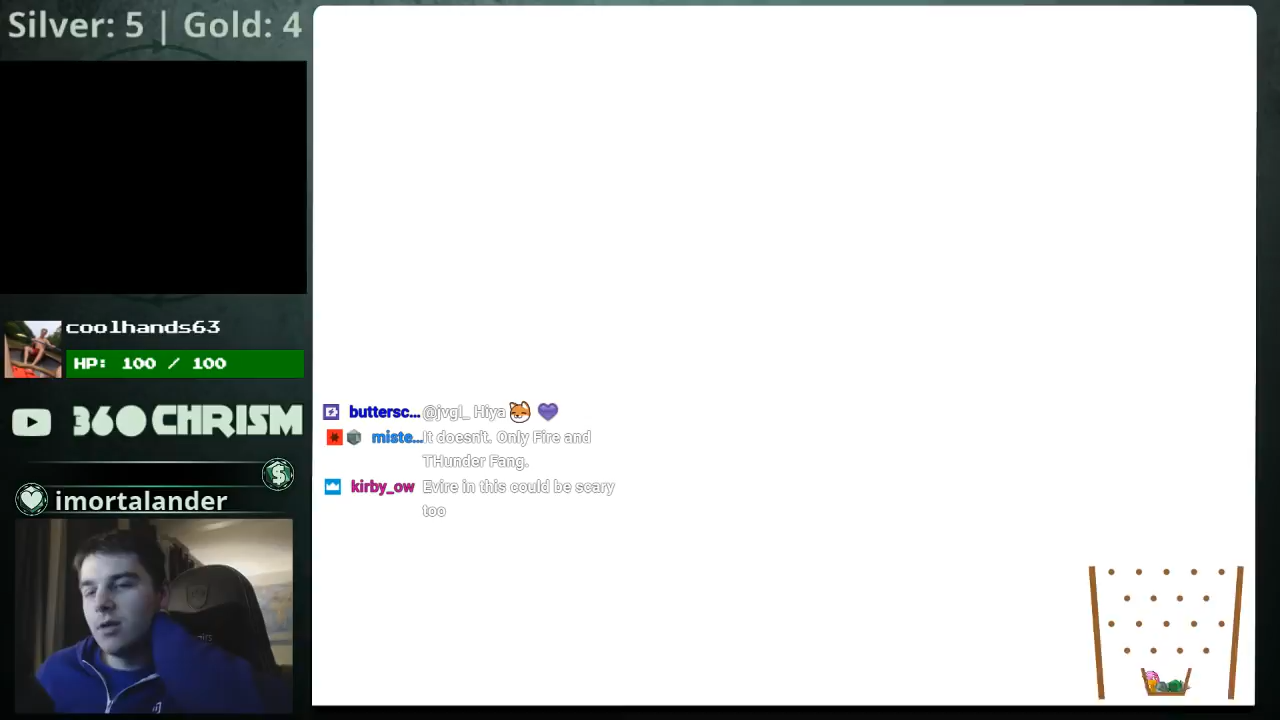 Silver: 5 | Gold: 4
coolhands63
HP: 100 / 100
360CHRISM
imortalander
buttersc... @jvgl_ Hiya
miste... It doesn't. Only Fire and
THunder Fang.
kirby_ow Evire in this could be scary
too